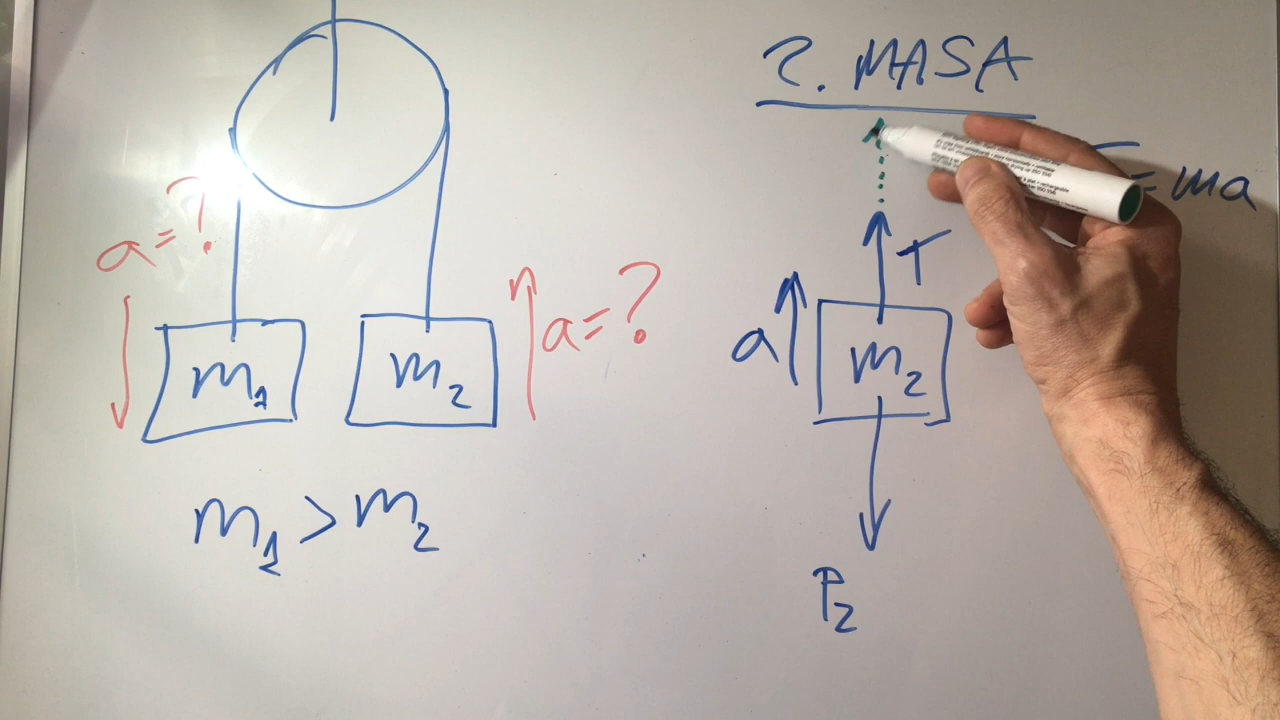 2. MASA
= ma
a=?
T
a=?
a
m1
m2
m2
m1 > m2
P2